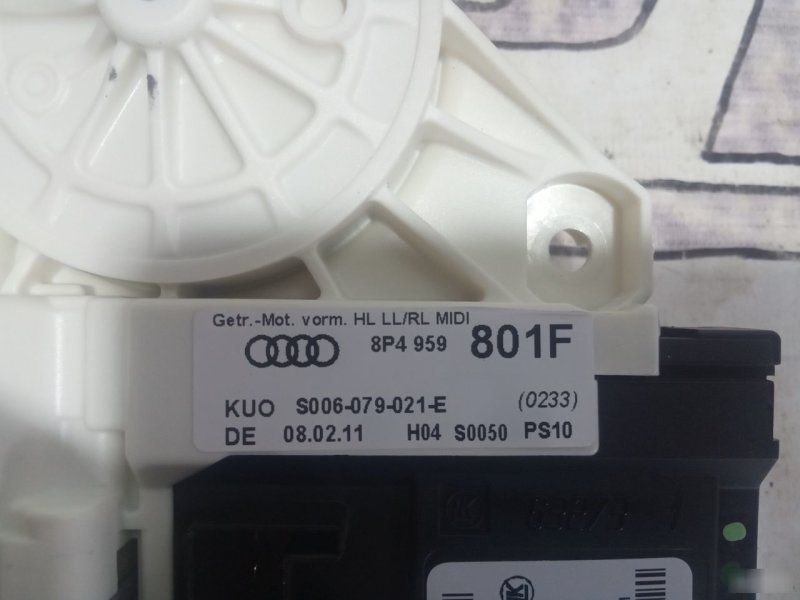 Getr.-Mot. vorm. HL LL/RL MIDI
8P4 959 801F
KUO S006-079-021-E (0233)
DE 08.02.11 H04 S0050 PS10